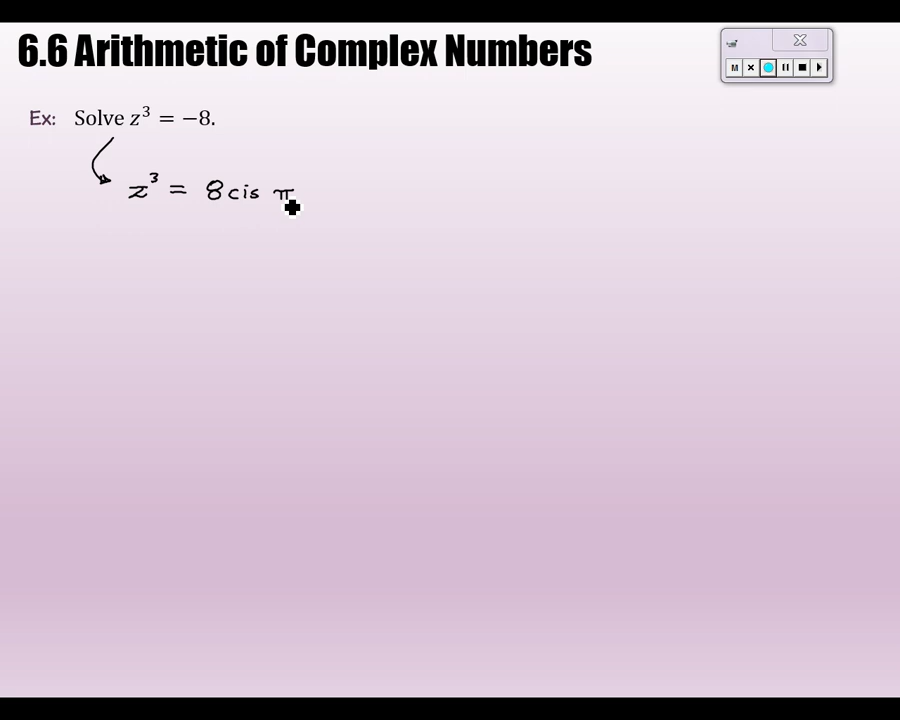 6.6 Arithmetic of Complex Numbers
M
Ex: Solve z³ = −8.
z³ = 8 cis π